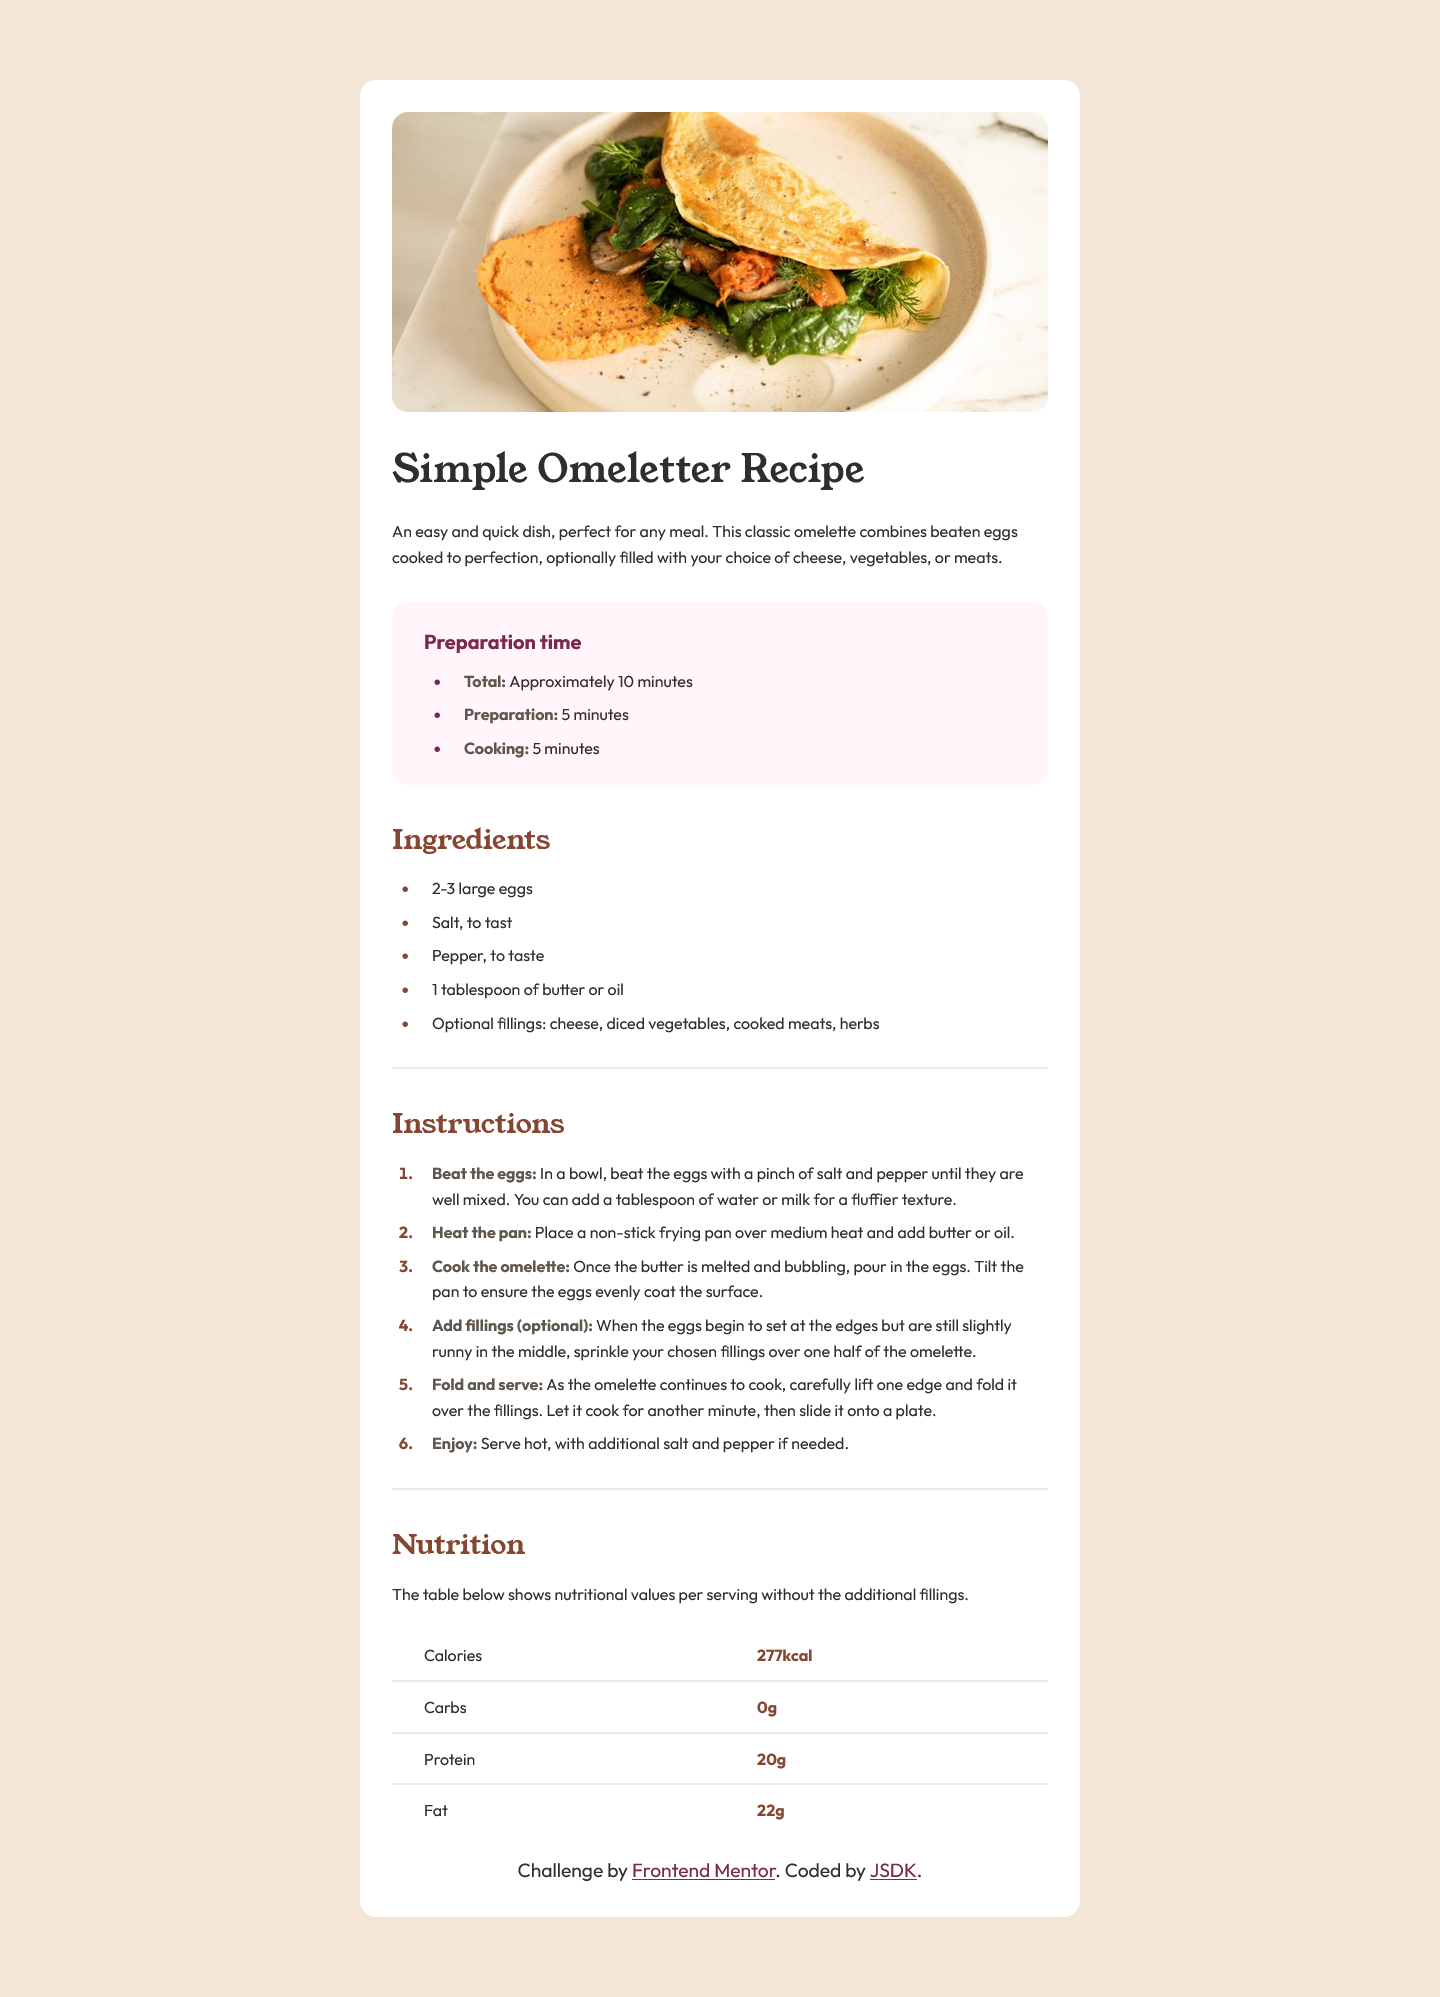 Simple Omeletter Recipe
An easy and quick dish, perfect for any meal. This classic omelette combines beaten eggs
cooked to perfection, optionally filled with your choice of cheese, vegetables, or meats.
Preparation time
• Total: Approximately 10 minutes
• Preparation: 5 minutes
• Cooking: 5 minutes
Ingredients
• 2-3 large eggs
• Salt, to tast
• Pepper, to taste
• 1 tablespoon of butter or oil
• Optional fillings: cheese, diced vegetables, cooked meats, herbs
Instructions
1. Beat the eggs: In a bowl, beat the eggs with a pinch of salt and pepper until they are
well mixed. You can add a tablespoon of water or milk for a fluffier texture.
2. Heat the pan: Place a non-stick frying pan over medium heat and add butter or oil.
3. Cook the omelette: Once the butter is melted and bubbling, pour in the eggs. Tilt the
pan to ensure the eggs evenly coat the surface.
4. Add fillings (optional): When the eggs begin to set at the edges but are still slightly
runny in the middle, sprinkle your chosen fillings over one half of the omelette.
5. Fold and serve: As the omelette continues to cook, carefully lift one edge and fold it
over the fillings. Let it cook for another minute, then slide it onto a plate.
6. Enjoy: Serve hot, with additional salt and pepper if needed.
Nutrition
The table below shows nutritional values per serving without the additional fillings.
Calories 277kcal
Carbs 0g
Protein 20g
Fat 22g
Challenge by Frontend Mentor. Coded by JSDK.